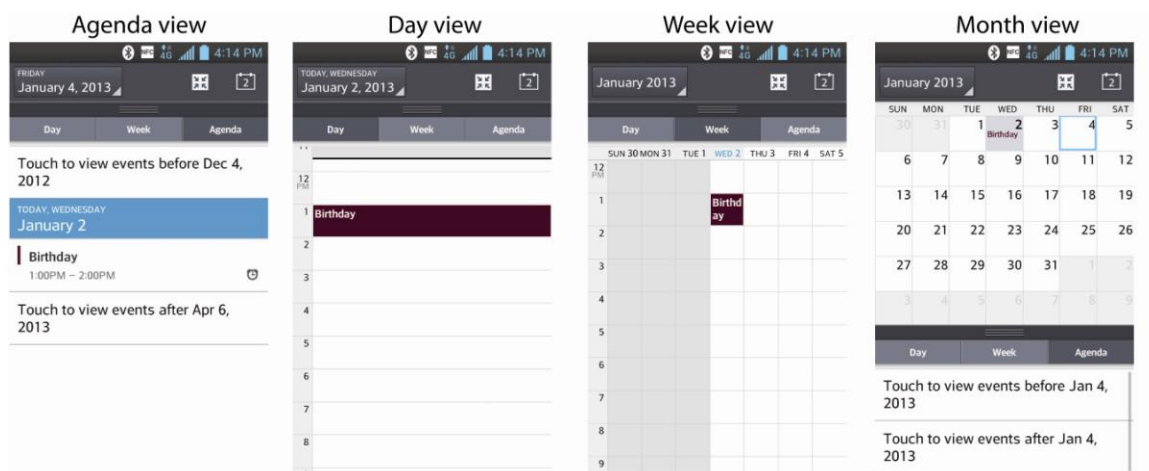 Agenda view
NFC 4G 4:14 PM
FRIDAY
January 4, 2013
2
Day Week Agenda
Touch to view events before Dec 4,
2012
TODAY, WEDNESDAY
January 2
Birthday
1:00PM – 2:00PM
Touch to view events after Apr 6,
2013
Day view
NFC 4G 4:14 PM
TODAY, WEDNESDAY
January 2, 2013
2
Day Week Agenda
12
PM
1 Birthday
2
3
4
5
6
7
8
Week view
NFC 4G 4:14 PM
January 2013
2
Day Week Agenda
SUN 30 MON 31 TUE 1 WED 2 THU 3 FRI 4 SAT 5
12
PM
1 Birthd
ay
2
3
4
5
6
7
8
9
Month view
NFC 4G 4:14 PM
January 2013
2
SUN MON TUE WED THU FRI SAT
30 31 1 2 3 4 5
Birthday
6 7 8 9 10 11 12
13 14 15 16 17 18 19
20 21 22 23 24 25 26
27 28 29 30 31 1 2
3 4 5 6 7 8 9
Day Week Agenda
Touch to view events before Jan 4,
2013
Touch to view events after Jan 4,
2013